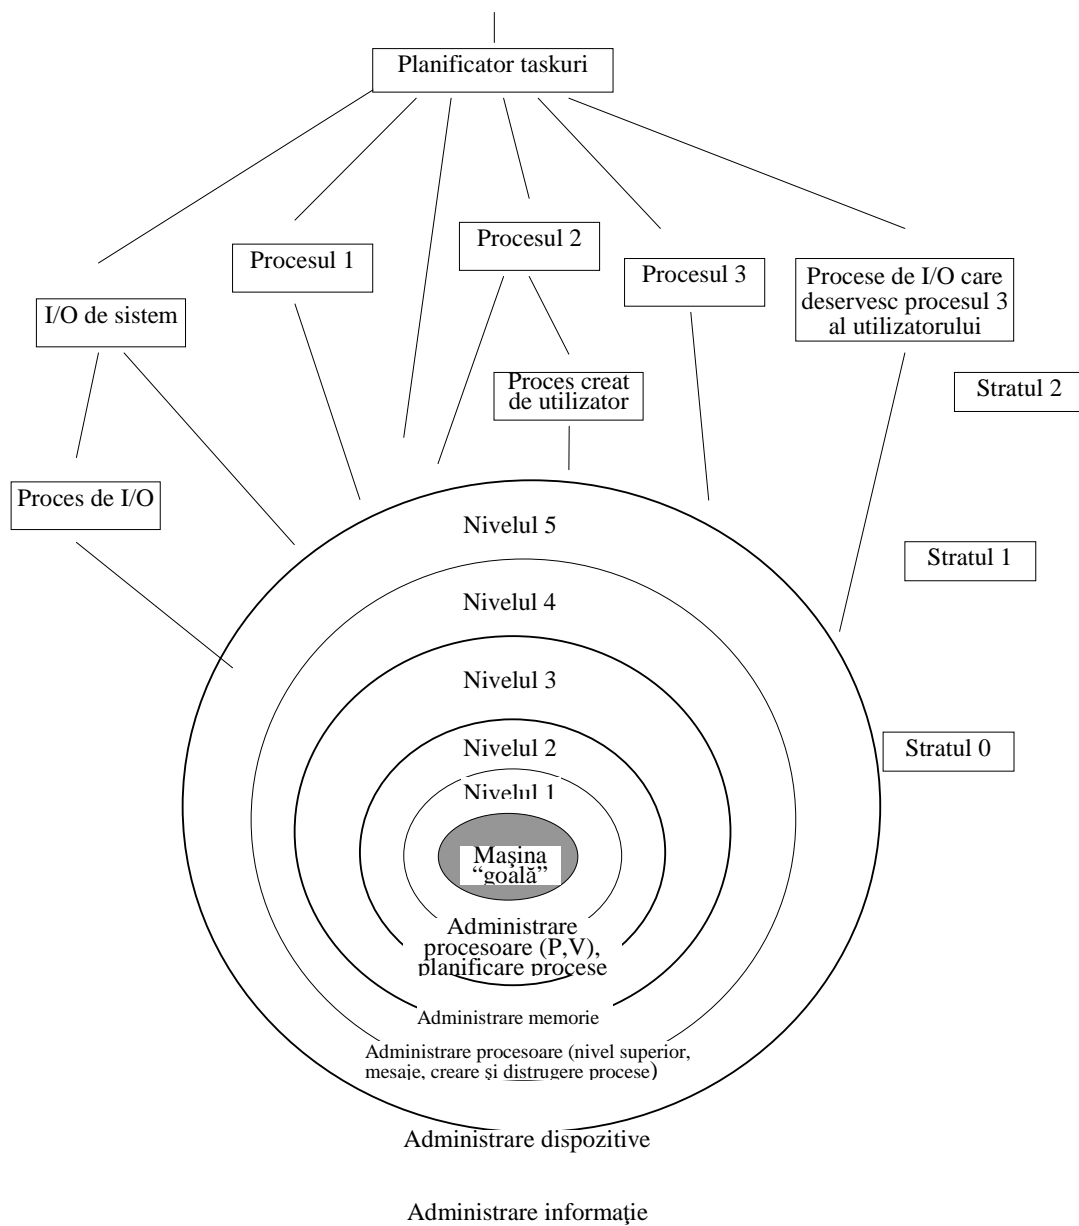 Planificator taskuri
Procesul 1
Procesul 2
Procesul 3
Procese de I/O care
deservesc procesul 3
al utilizatorului
I/O de sistem
Proces creat
de utilizator
Stratul 2
Proces de I/O
Nivelul 5
Stratul 1
Nivelul 4
Nivelul 3
Nivelul 2
Stratul 0
Nivelul 1
Maşina
“goală”
Administrare
procesoare (P,V),
planificare procese
Administrare memorie
Administrare procesoare (nivel superior,
mesaje, creare şi distrugere procese)
Administrare dispozitive
Administrare informaţie